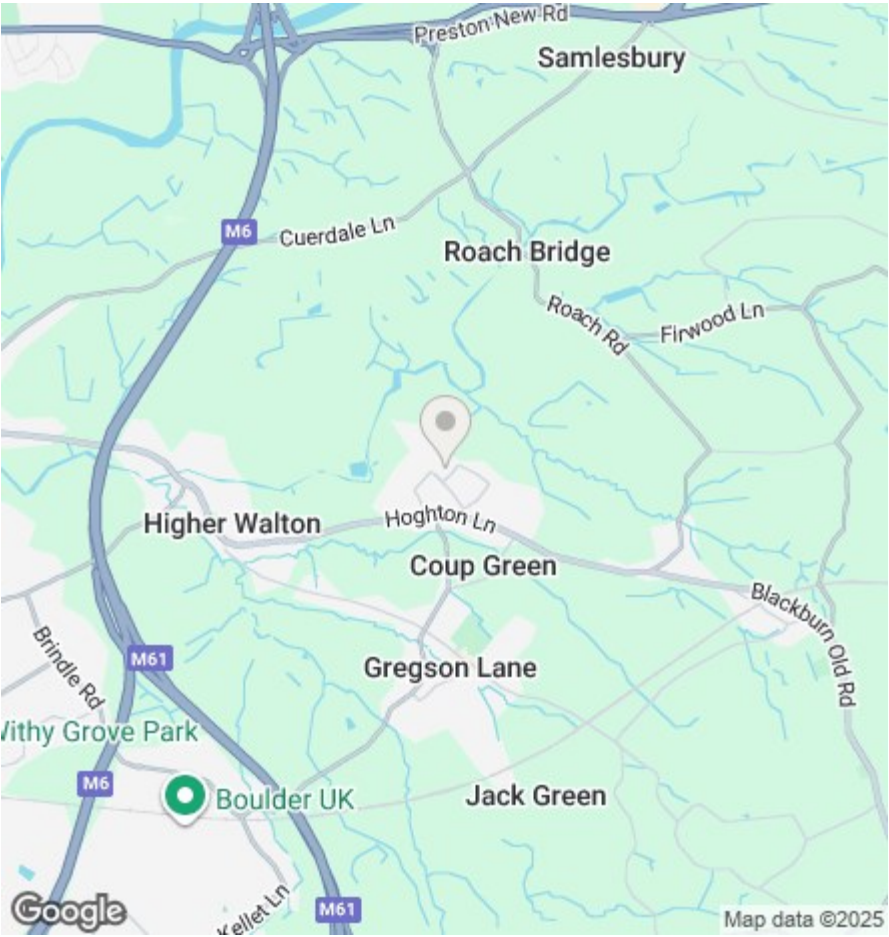 Preston New Rd
Samlesbury
M6
Cuerdale Ln
Roach Bridge
Roach Rd
Firwood Ln
Higher Walton
Hoghton Ln
Coup Green
Blackburn Old Rd
Brindle Rd
M61
Gregson Lane
Vithy Grove Park
M6
Boulder UK
Jack Green
Kellet Ln
M61
Google
Map data ©2025